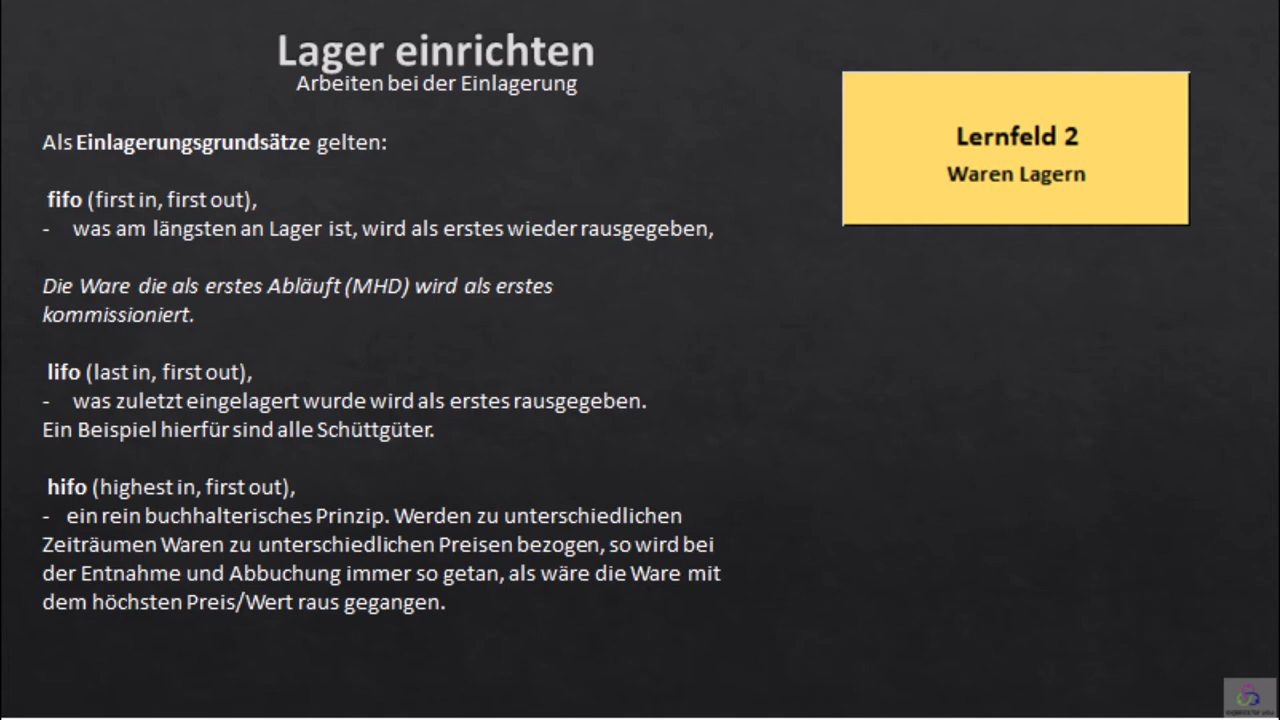 Lager einrichten
Arbeiten bei der Einlagerung
Lernfeld 2
Waren Lagern
Als Einlagerungsgrundsätze gelten:
fifo (first in, first out),
- was am längsten an Lager ist, wird als erstes wieder rausgegeben,
Die Ware die als erstes Abläuft (MHD) wird als erstes
kommissioniert.
lifo (last in, first out),
- was zuletzt eingelagert wurde wird als erstes rausgegeben.
Ein Beispiel hierfür sind alle Schüttgüter.
hifo (highest in, first out),
- ein rein buchhalterisches Prinzip. Werden zu unterschiedlichen
Zeiträumen Waren zu unterschiedlichen Preisen bezogen, so wird bei
der Entnahme und Abbuchung immer so getan, als wäre die Ware mit
dem höchsten Preis/Wert raus gegangen.